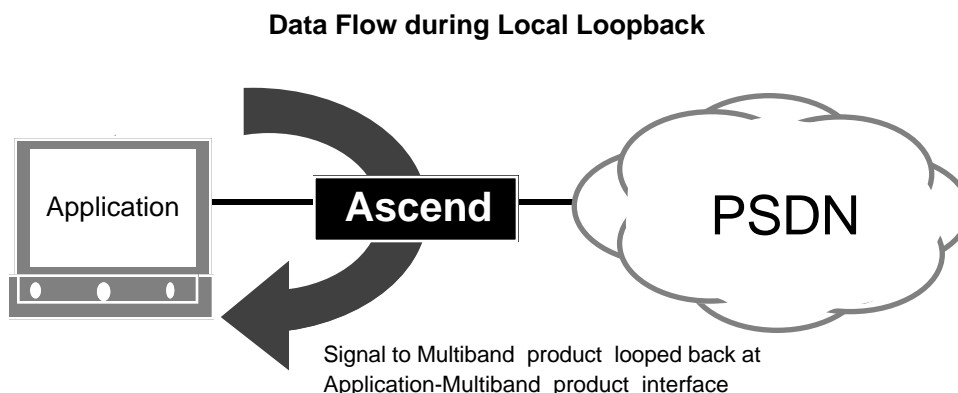 Data Flow during Local Loopback
Application
Ascend
PSDN
Signal to Multiband product looped back at
Application-Multiband product interface